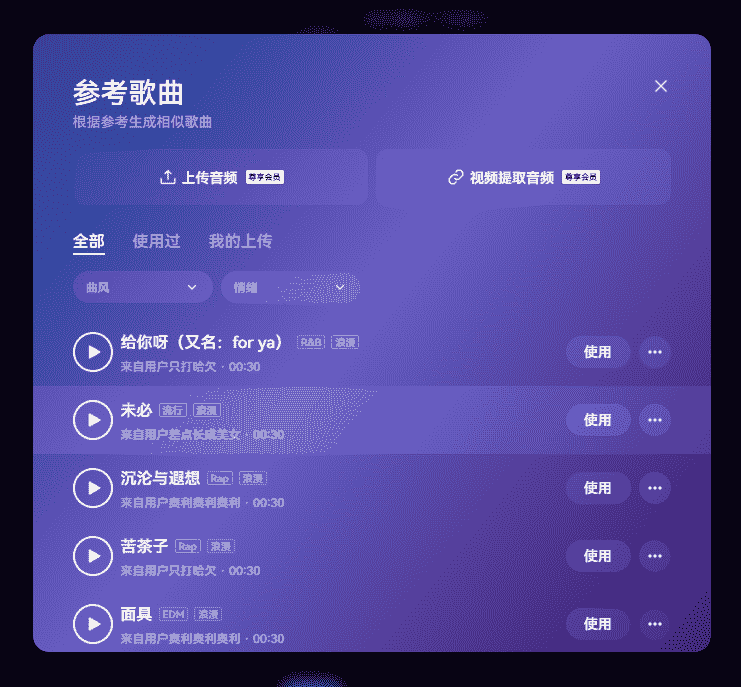 参考歌曲
根据参考生成相似歌曲
上传音频 尊享会员
视频提取音频 尊享会员
全部 使用过 我的上传
曲风 情绪
给你呀（又名：for ya） R&B 浪漫
来自用户只打哈欠 · 00:30
使用
未必 流行 浪漫
来自用户差点长成美女 · 00:30
使用
沉沦与遐想 Rap 浪漫
来自用户奥利奥利奥利 · 00:30
使用
苦茶子 Rap 浪漫
来自用户只打哈欠 · 00:30
使用
面具 EDM 浪漫
来自用户奥利奥利奥利 · 00:30
使用